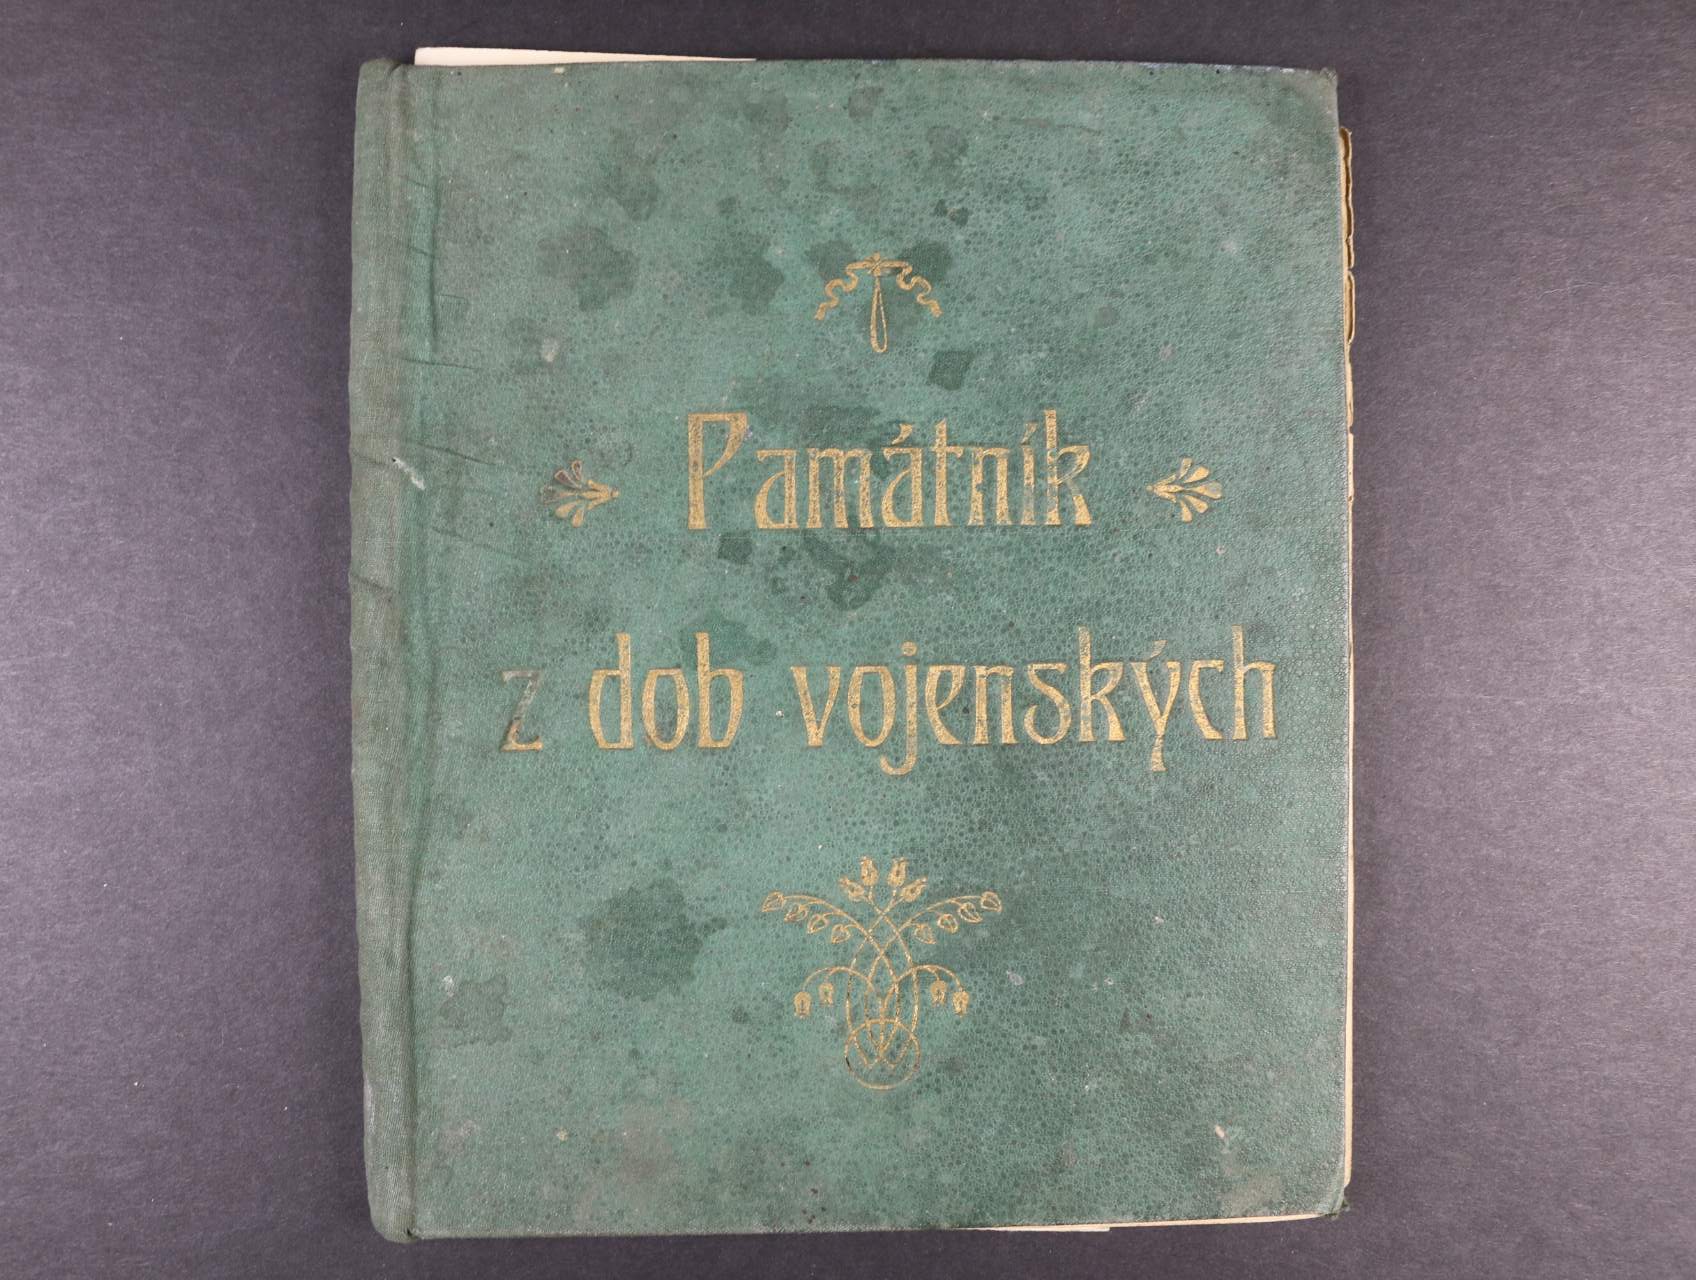 Památník
z dob vojenských